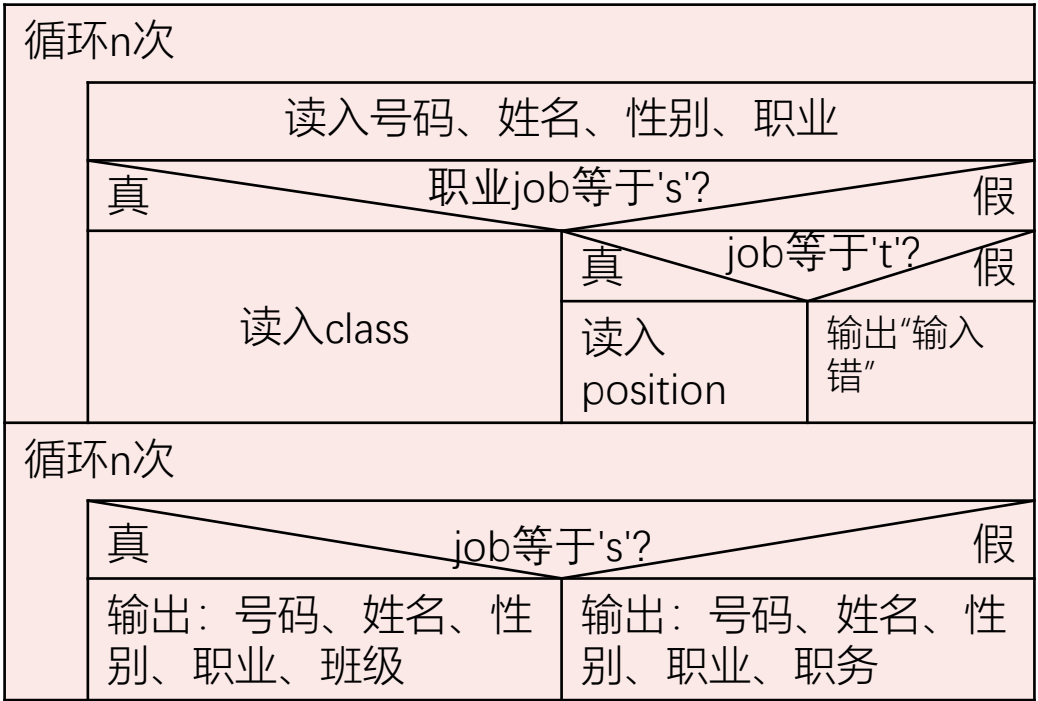 循环n次
读入号码、姓名、性别、职业
职业job等于's'?
真
假
job等于't'?
真
假
读入class
读入
position
输出“输入
错”
循环n次
job等于's'?
真
假
输出：号码、姓名、性
别、职业、班级
输出：号码、姓名、性
别、职业、职务